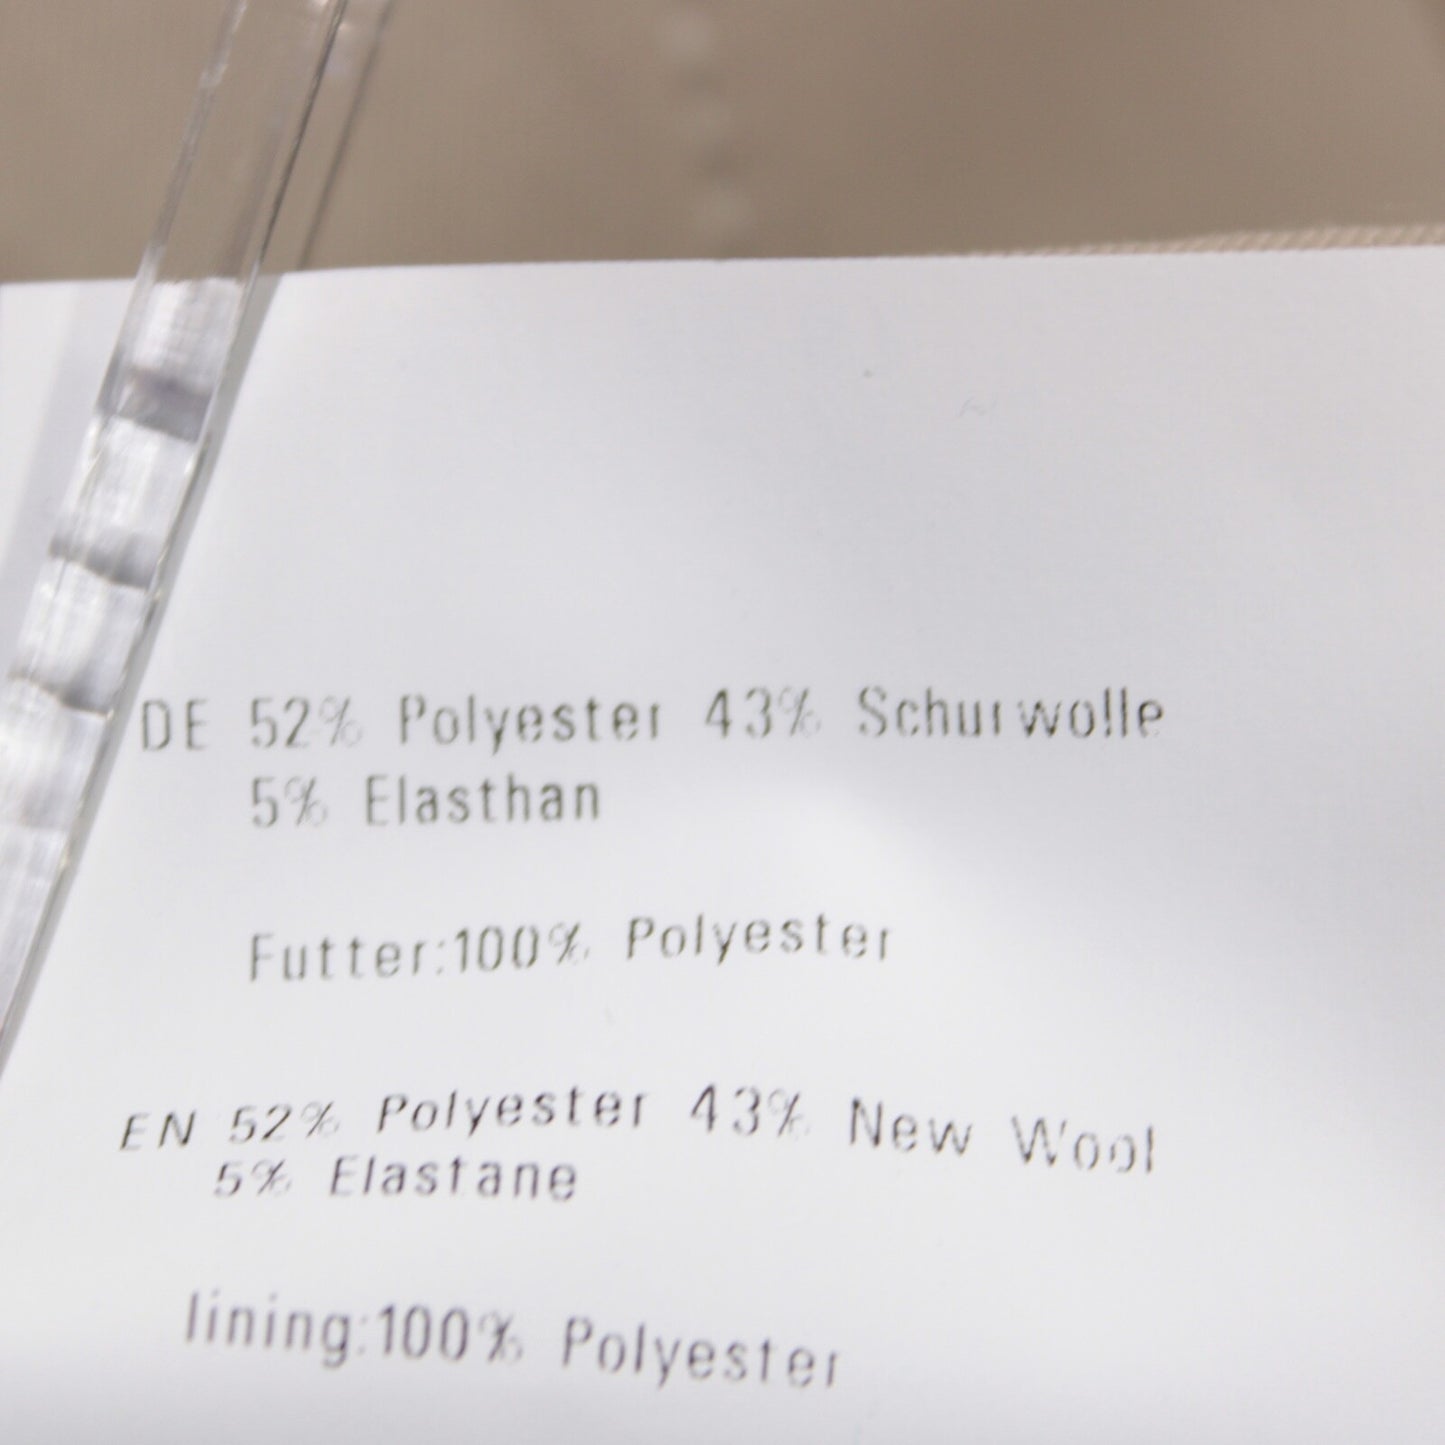 DE 52% Polyester 43% Schurwolle
5% Elasthan
Futter:100% Polyester
EN 52% Polyester 43% New Wool
5% Elastane
lining:100% Polyester